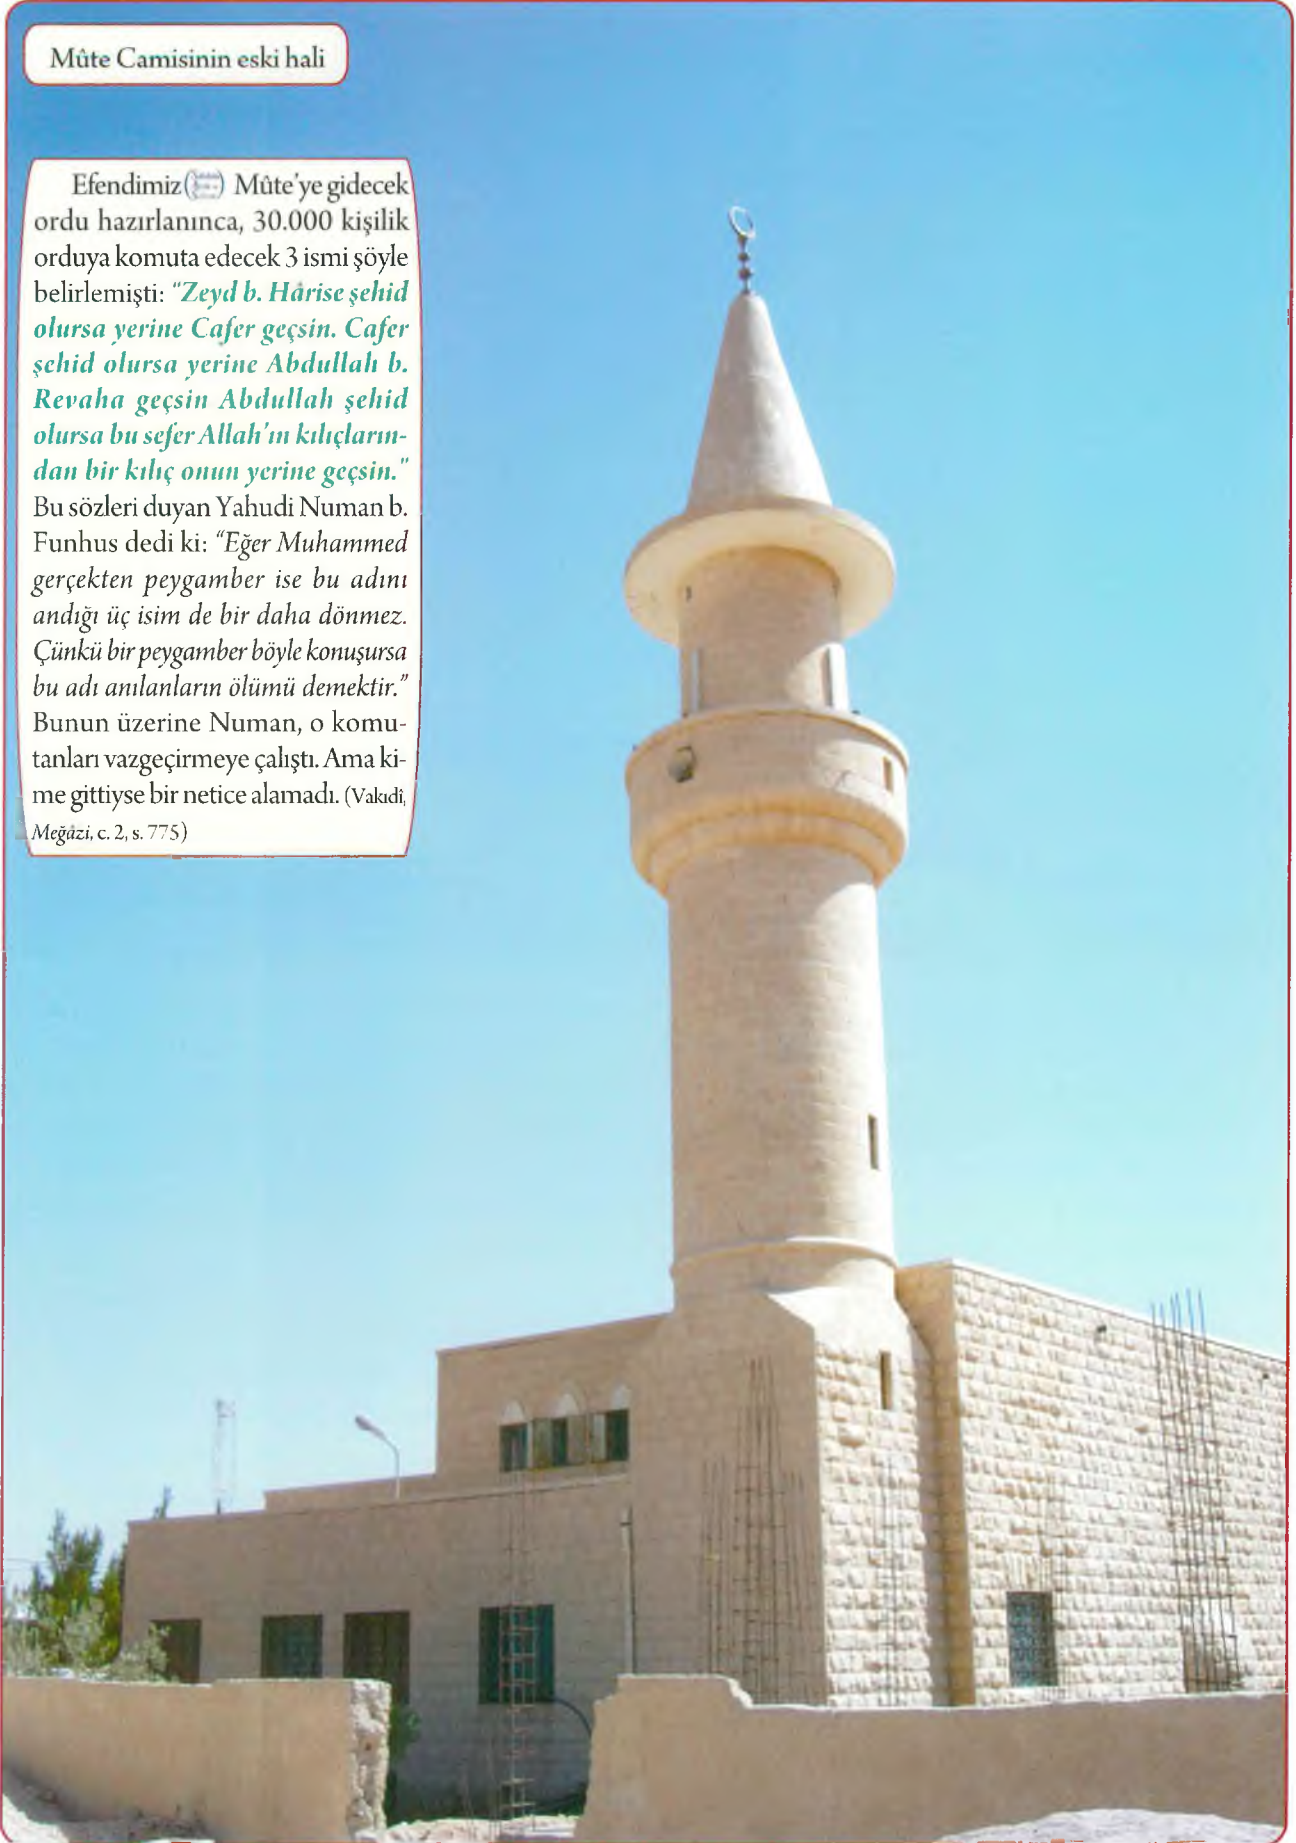 Mûte Camisinin eski hali
Efendimiz (ﷺ) Mûte'ye gidecek
ordu hazırlanınca, 30.000 kişilik
orduya komuta edecek 3 ismi şöyle
belirlemişti: "Zeyd b. Hârise şehid
olursa yerine Cafer geçsin. Cafer
şehid olursa yerine Abdullah b.
Revaha geçsin Abdullah şehid
olursa bu sefer Allah'ın kılıçların-
dan bir kılıç onun yerine geçsin."
Bu sözleri duyan Yahudi Numan b.
Funhus dedi ki: "Eğer Muhammed
gerçekten peygamber ise bu adını
andığı üç isim de bir daha dönmez.
Çünkü bir peygamber böyle konuşursa
bu adı anılanların ölümü demektir."
Bunun üzerine Numan, o komu-
tanları vazgeçirmeye çalıştı. Ama ki-
me gittiyse bir netice alamadı. (Vakıdî,
Meğâzi, c. 2, s. 775)